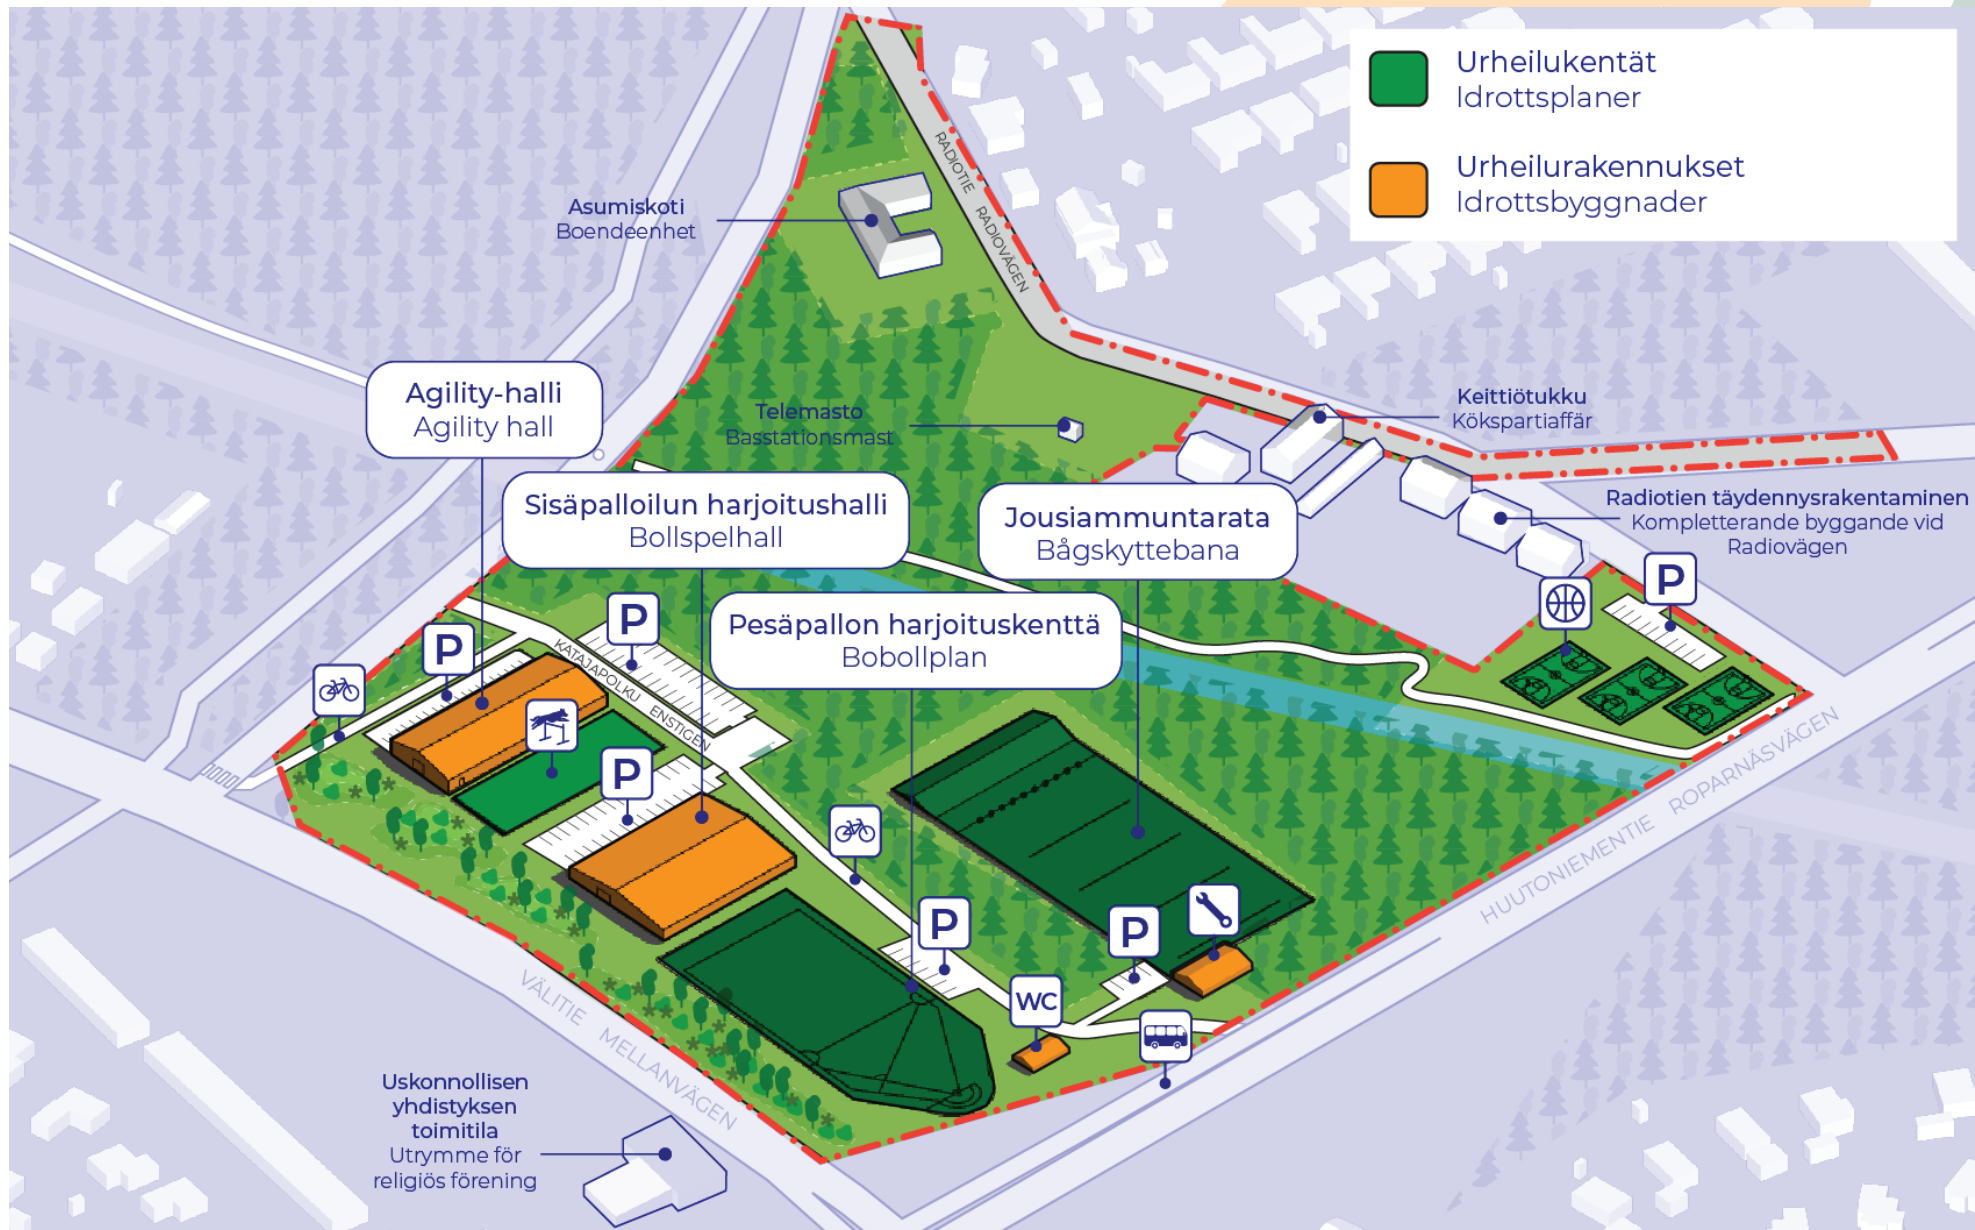 Urheilukentät
Idrottsplaner
Urheilurakennukset
Idrottsbyggnader
RADIOTIE RADIOVÄGEN
Asumiskoti
Boendeenhet
Agility-halli
Agility hall
Telemasto
Basstationsmast
Keittiötukku
Kökspartiaffär
Sisäpalloilun harjoitushalli
Bollspelhall
Jousiammuntarata
Bågskyttebana
Radiotien täydennysrakentaminen
Kompletterande byggande vid
Radiovägen
P
P
P
Pesäpallon harjoituskenttä
Bobollplan
KATAJAPOLKU ENSTIGEN
P
P
P
WC
HUUTONIEMENTIE ROPARNÄSVÄGEN
VÄLITIE MELLANVÄGEN
Uskonnollisen
yhdistyksen
toimitila
Utrymme för
religiös förening